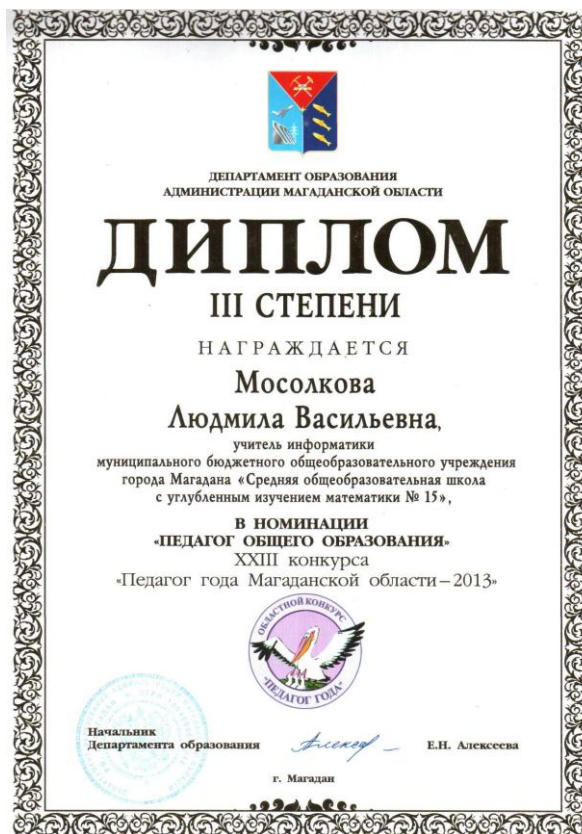 ДЕПАРТАМЕНТ ОБРАЗОВАНИЯ
АДМИНИСТРАЦИИ МАГАДАНСКОЙ ОБЛАСТИ
ДИПЛОМ
III СТЕПЕНИ
НАГРАЖДАЕТСЯ
Мосолкова
Людмила Васильевна,
учитель информатики
муниципального бюджетного общеобразовательного учреждения
города Магадана «Средняя общеобразовательная школа
с углубленным изучением математики № 15»,
В НОМИНАЦИИ
«ПЕДАГОГ ОБЩЕГО ОБРАЗОВАНИЯ»
XXIII конкурса
«Педагог года Магаданской области–2013»
ОБЛАСТНОЙ КОНКУРС
"ПЕДАГОГ ГОДА"
Начальник
Департамента образования Е.Н. Алексеева
г. Магадан